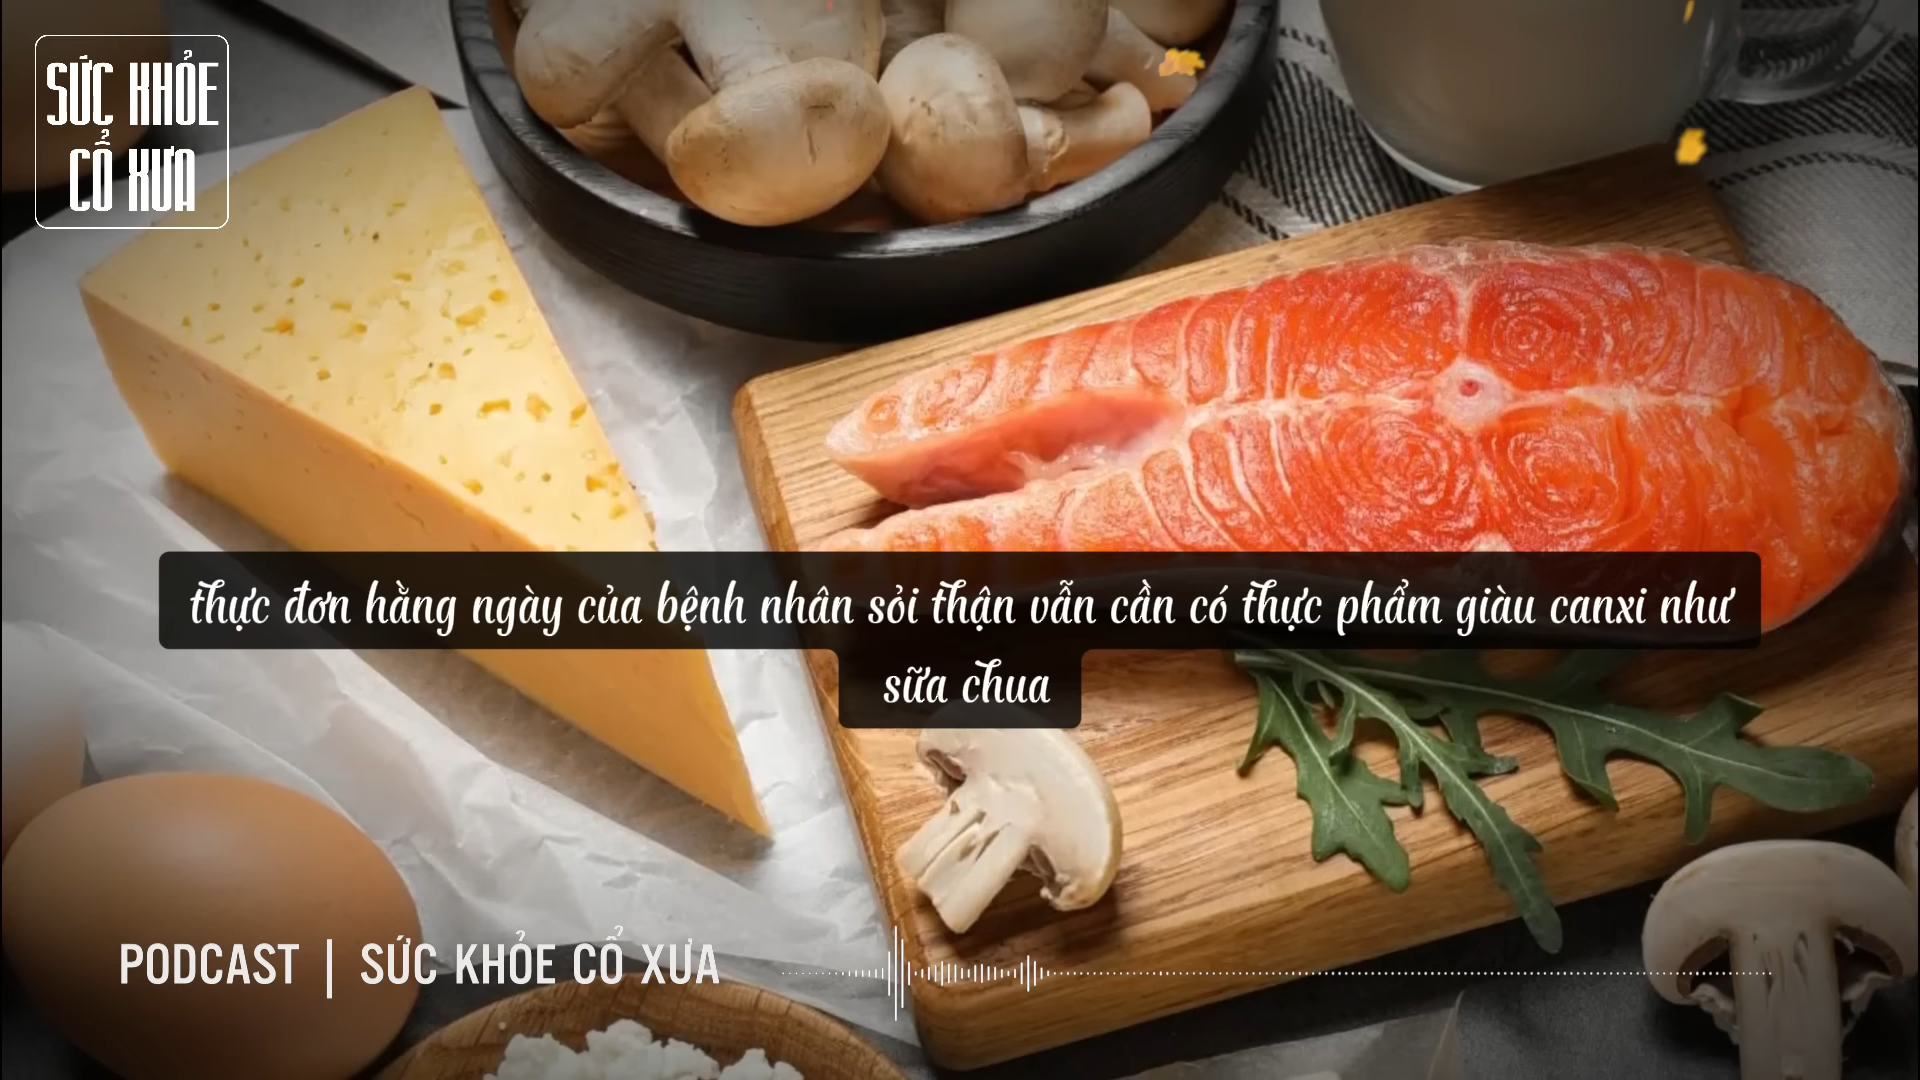 SỨC KHỎE
CỔ XƯA
thực đơn hằng ngày của bệnh nhân sỏi thận vẫn cần có thực phẩm giàu canxi như
sữa chua
PODCAST | SỨC KHỎE CỔ XƯA